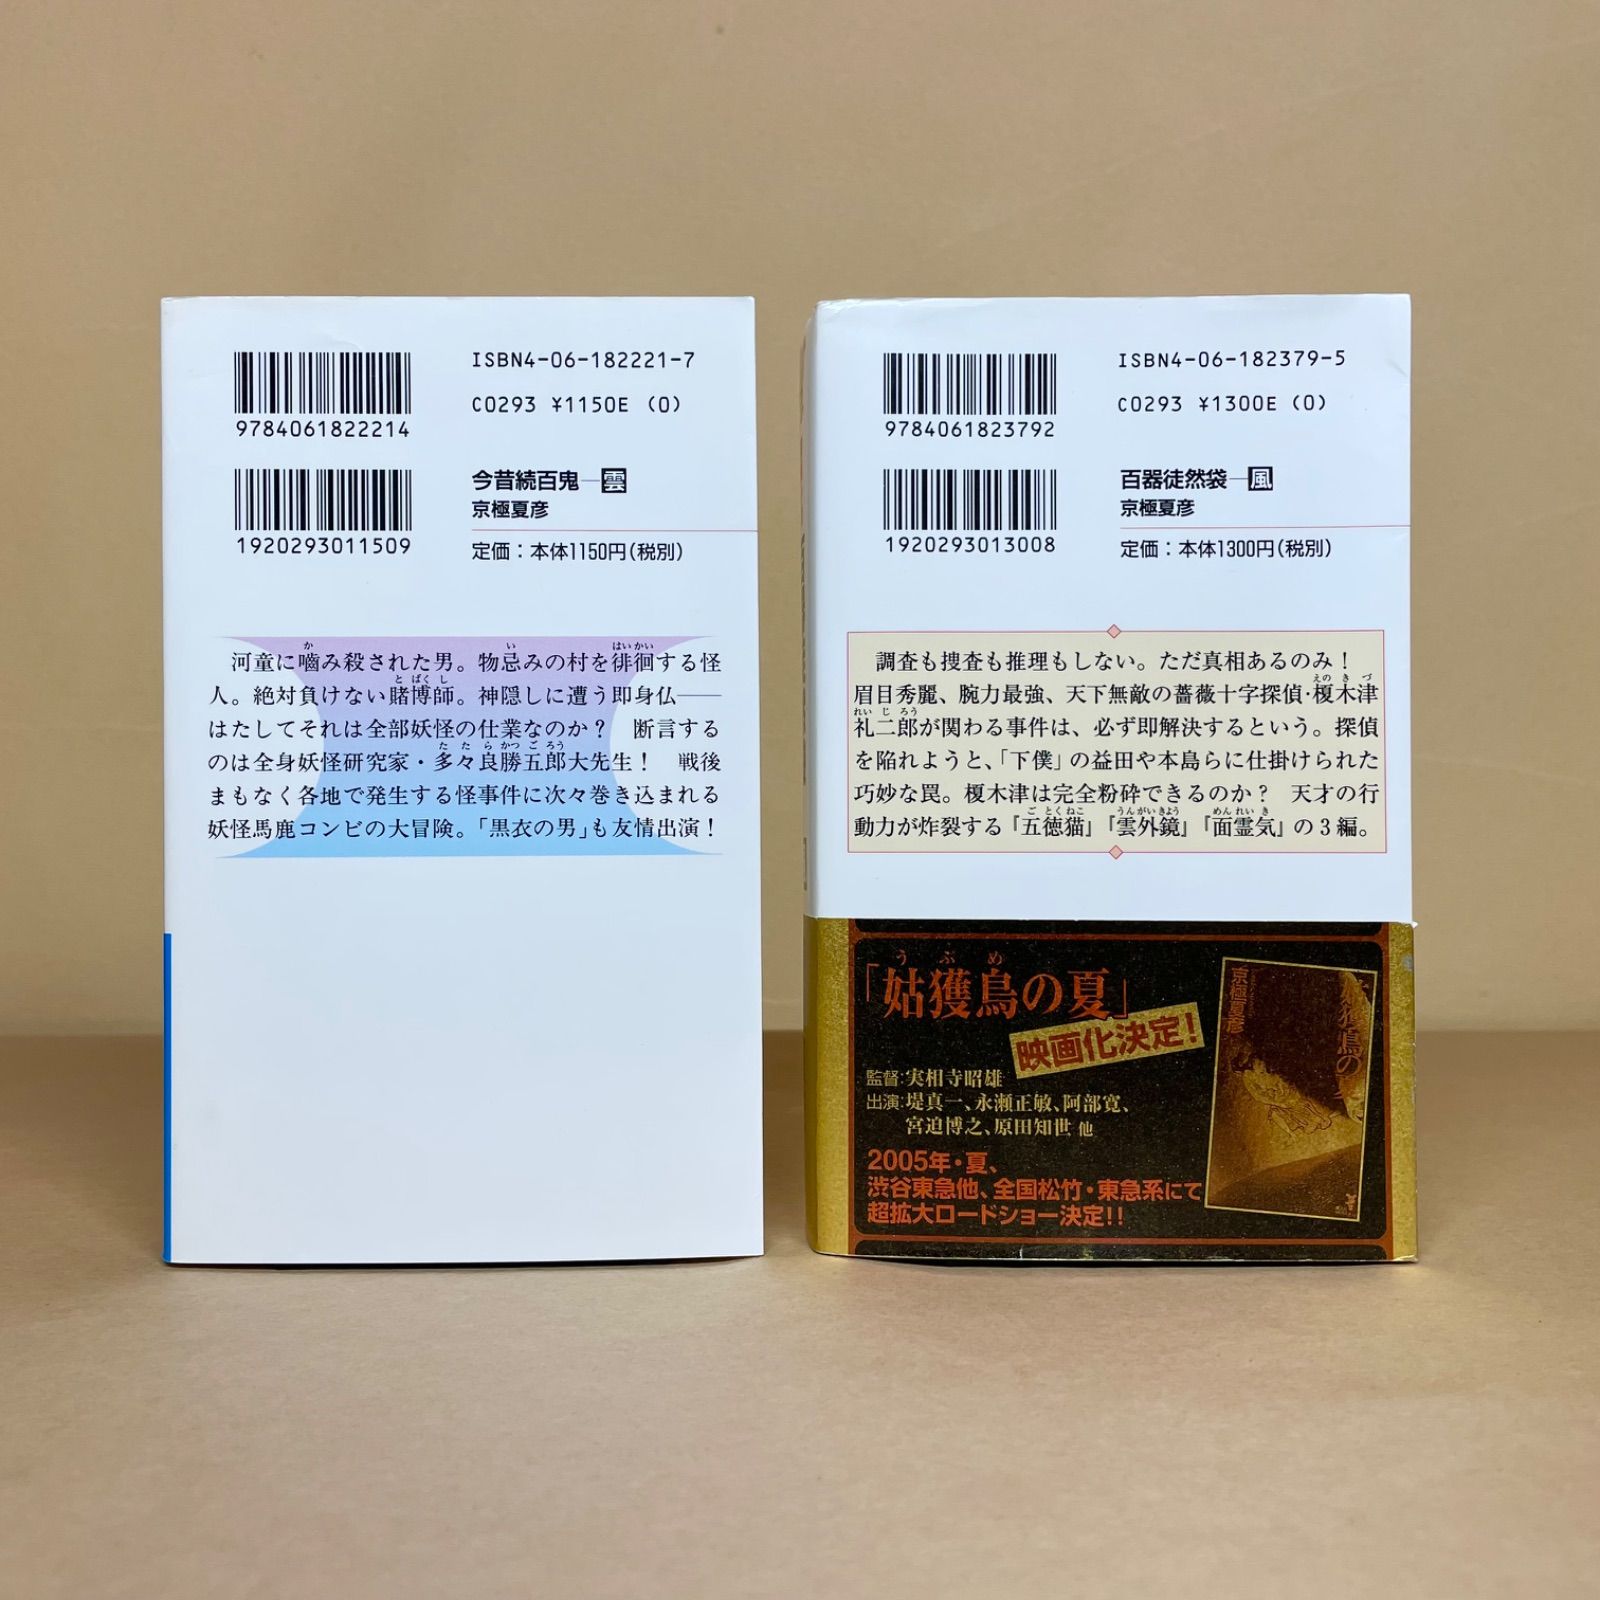 ISBN4-06-182221-7
C0293 ¥1150E (0)
9784061822214
今昔続百鬼―雲
京極夏彦
1920293011509
定価：本体1150円(税別)
河童に嚙み殺された男。物忌みの村を徘徊する怪
人。絶対負けない賭博師。神隠しに遭う即身仏――
はたしてそれは全部妖怪の仕業なのか？　断言する
のは全身妖怪研究家・多々良勝五郎大先生！　戦後
まもなく各地で発生する怪事件に次々巻き込まれる
妖怪馬鹿コンビの大冒険。「黒衣の男」も友情出演！
ISBN4-06-182379-5
C0293 ¥1300E (0)
9784061823792
百器徒然袋―風
京極夏彦
1920293013008
定価：本体1300円(税別)
調査も捜査も推理もしない。ただ真相あるのみ！
眉目秀麗、腕力最強、天下無敵の薔薇十字探偵・榎木津
礼二郎が関わる事件は、必ず即解決するという。探偵
を陥れようと、「下僕」の益田や本島らに仕掛けられた
巧妙な罠。榎木津は完全粉砕できるのか？　天才の行
動力が炸裂する『五徳猫』『雲外鏡』『面霊気』の3編。
「姑獲鳥の夏」
映画化決定！
監督：実相寺昭雄
出演：堤真一、永瀬正敏、阿部寛、
宮迫博之、原田知世 他
2005年・夏、
渋谷東急他、全国松竹・東急系にて
超拡大ロードショー決定！！
京極夏彦